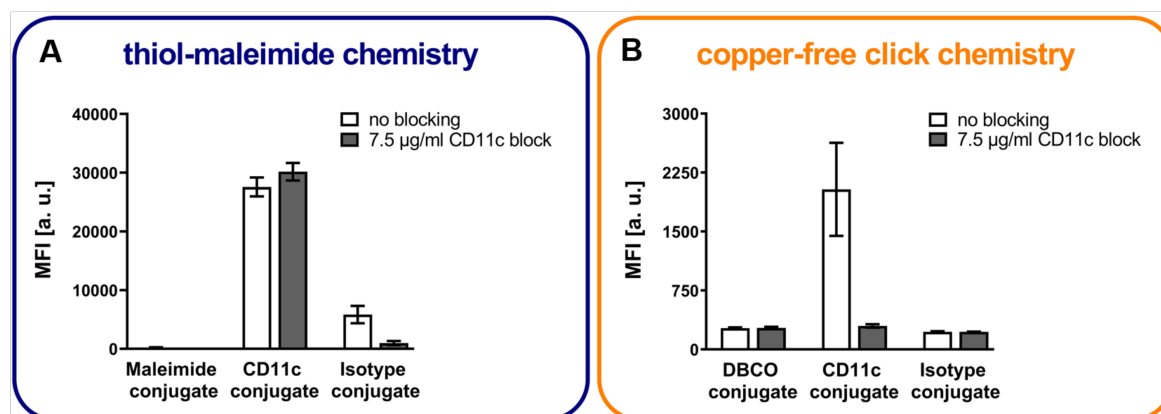 A
thiol-maleimide chemistry
no blocking
7.5 µg/ml CD11c block
MFI [a. u.]
40000
30000
20000
10000
0
Maleimide
conjugate
CD11c
conjugate
Isotype
conjugate
B
copper-free click chemistry
no blocking
7.5 µg/ml CD11c block
MFI [a. u.]
3000
2250
1500
750
0
DBCO
conjugate
CD11c
conjugate
Isotype
conjugate